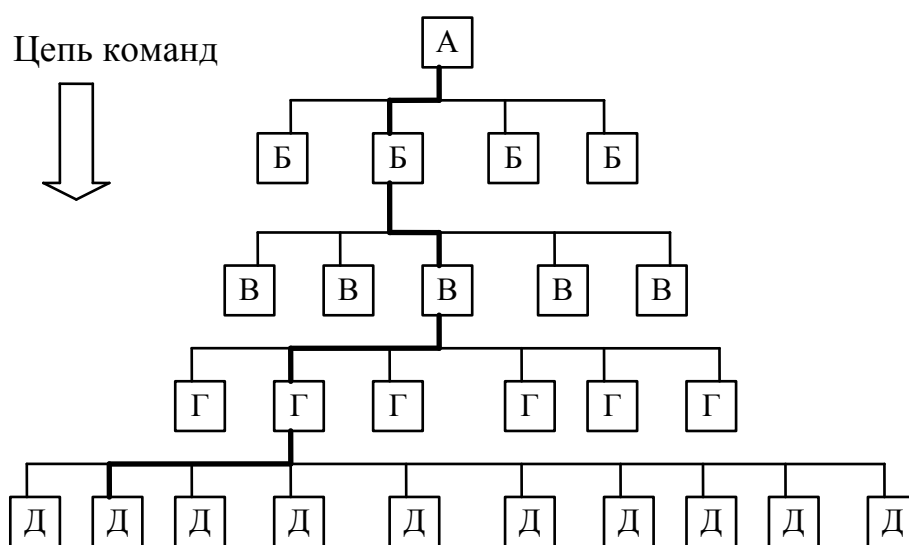 А
Цепь команд
Б Б Б Б
В В В В В
Г Г Г Г Г Г
Д Д Д Д Д Д Д Д Д Д